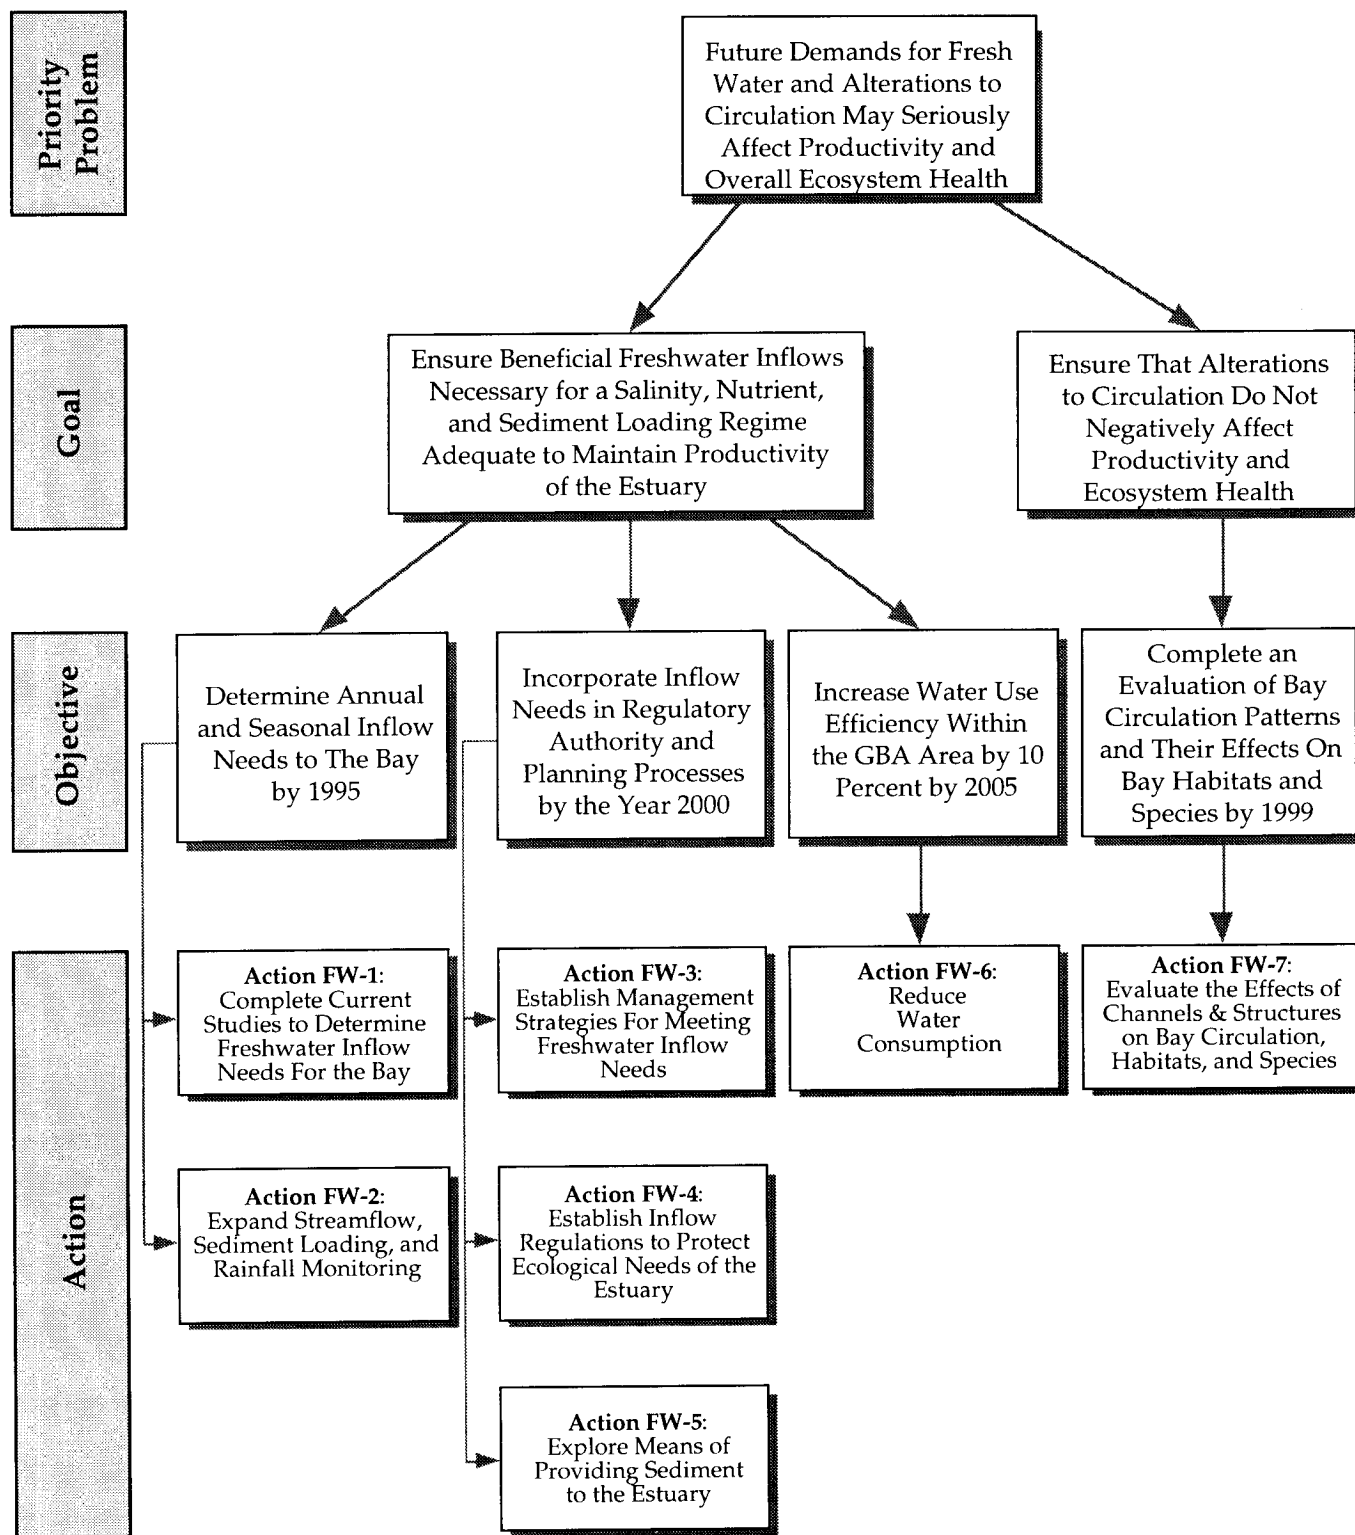 Priority
Problem
Future Demands for Fresh
Water and Alterations to
Circulation May Seriously
Affect Productivity and
Overall Ecosystem Health
Goal
Ensure Beneficial Freshwater Inflows
Necessary for a Salinity, Nutrient,
and Sediment Loading Regime
Adequate to Maintain Productivity
of the Estuary
Ensure That Alterations
to Circulation Do Not
Negatively Affect
Productivity and
Ecosystem Health
Objective
Determine Annual
and Seasonal Inflow
Needs to The Bay
by 1995
Incorporate Inflow
Needs in Regulatory
Authority and
Planning Processes
by the Year 2000
Increase Water Use
Efficiency Within
the GBA Area by 10
Percent by 2005
Complete an
Evaluation of Bay
Circulation Patterns
and Their Effects On
Bay Habitats and
Species by 1999
Action
Action FW-1:
Complete Current
Studies to Determine
Freshwater Inflow
Needs For the Bay
Action FW-3:
Establish Management
Strategies For Meeting
Freshwater Inflow
Needs
Action FW-6:
Reduce
Water
Consumption
Action FW-7:
Evaluate the Effects of
Channels & Structures
on Bay Circulation,
Habitats, and Species
Action FW-2:
Expand Streamflow,
Sediment Loading, and
Rainfall Monitoring
Action FW-4:
Establish Inflow
Regulations to Protect
Ecological Needs of the
Estuary
Action FW-5:
Explore Means of
Providing Sediment
to the Estuary